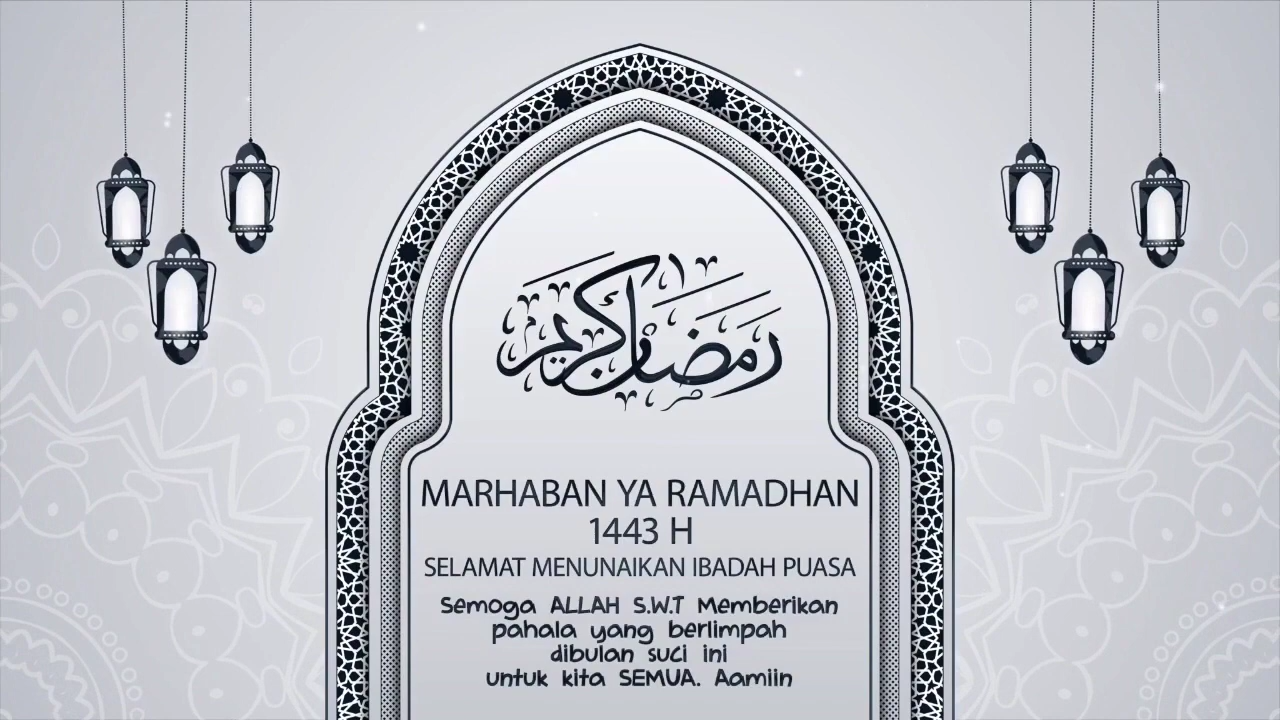 رمضان كريم
MARHABAN YA RAMADHAN
1443 H
SELAMAT MENUNAIKAN IBADAH PUASA
Semoga ALLAH S.W.T Memberikan
pahala yang berlimpah
dibulan suci ini
untuk kita SEMUA. Aamiin